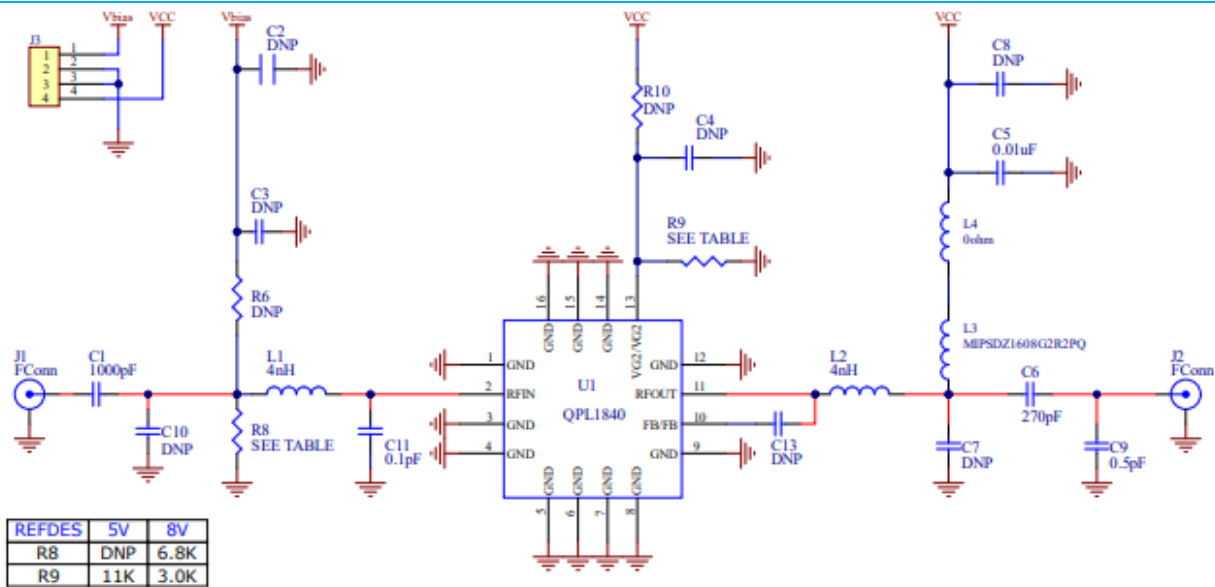 Vbias VCC Vbias VCC VCC
J3
1
2
3
4
1
2
3
4
C2
DNP
C8
DNP
R10
DNP
C4
DNP
C5
0.01uF
C3
DNP
R9
SEE TABLE
L4
0ohm
R6
DNP
16 15 14 13
GND GND GND VG2/VG2
L3
MIPSDZ1608G2R2PQ
J1
FConn
C1
1000pF
L1
4nH
1 GND
2 RFIN
3 GND
4 GND
U1
QPL1840
GND 12
RFOUT 11
FB/FB 10
GND 9
L2
4nH
C6
270pF
J2
FConn
C10
DNP
R8
SEE TABLE
C11
0.1pF
C13
DNP
C7
DNP
C9
0.5pF
GND GND GND GND
5 6 7 8
REFDES 5V 8V
R8 DNP 6.8K
R9 11K 3.0K